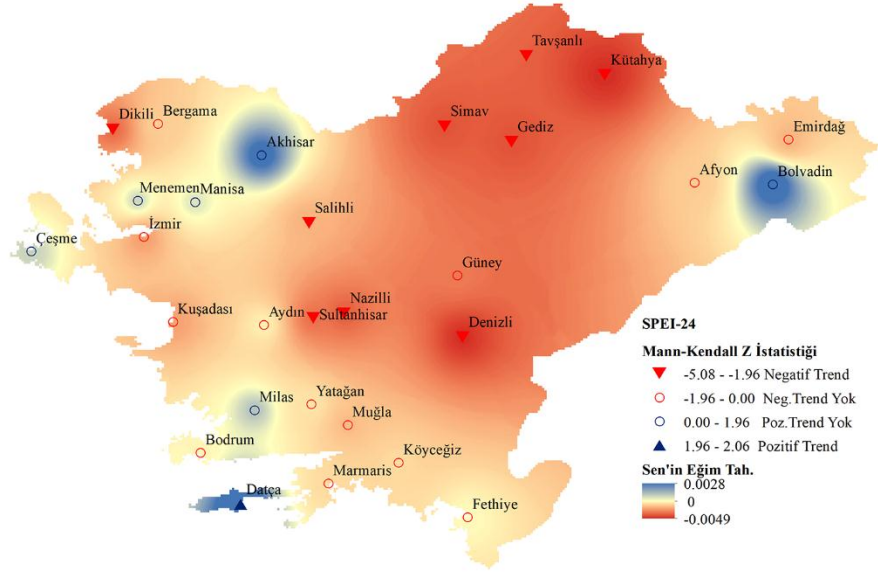 Tavşanlı
Kütahya
Dikili
Bergama
Simav
Gediz
Emirdağ
Akhisar
Afyon
Bolvadin
Menemen
Manisa
Salihli
İzmir
Çeşme
Güney
Kuşadası
Aydın
Nazilli
Sultanhisar
Denizli
Milas
Yatağan
Muğla
Bodrum
Köyceğiz
Marmaris
Datça
Fethiye
SPEI-24
Mann-Kendall Z İstatistiği
-5.08 - -1.96 Negatif Trend
-1.96 - 0.00 Neg.Trend Yok
0.00 - 1.96 Poz.Trend Yok
1.96 - 2.06 Pozitif Trend
Sen'in Eğim Tah.
0.0028
0
-0.0049